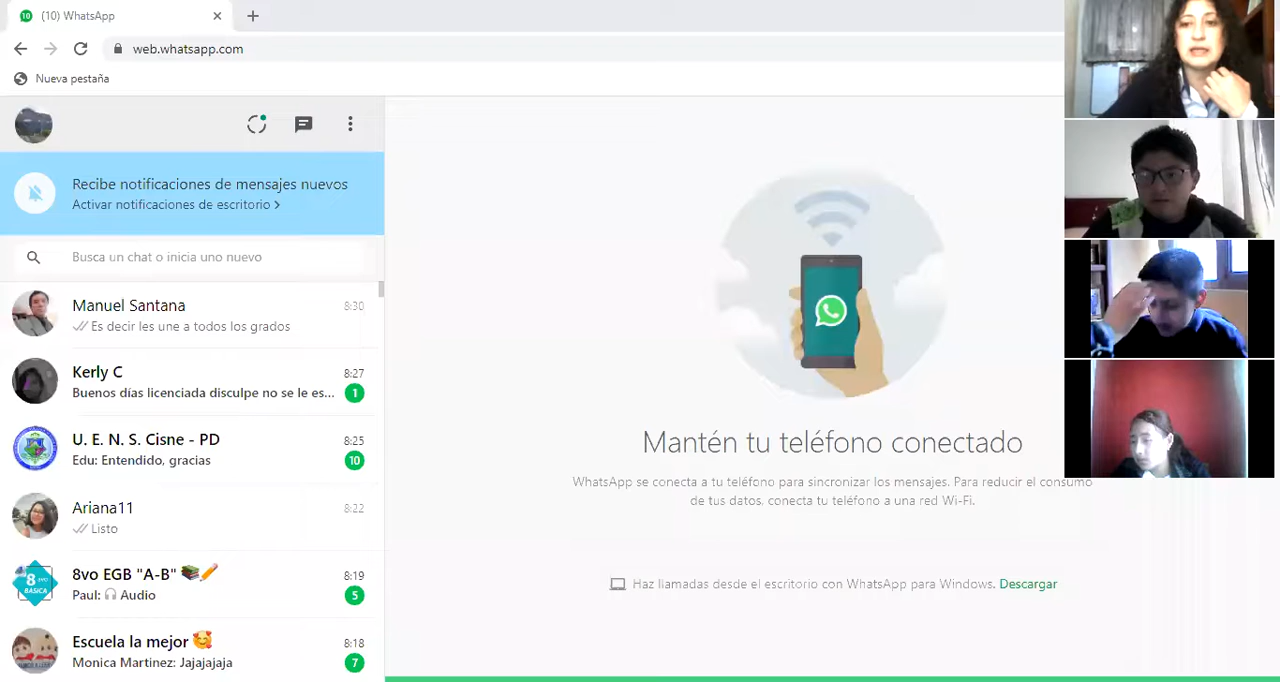 10
(10) WhatsApp
web.whatsapp.com
Nueva pestaña
Recibe notificaciones de mensajes nuevos
Activar notificaciones de escritorio >
Busca un chat o inicia uno nuevo
Manuel Santana 8:30
Es decir les une a todos los grados
Kerly C 8:27
Buenos días licenciada disculpe no se le es... 1
U. E. N. S. Cisne - PD 8:25
Edu: Entendido, gracias 10
Ariana11 8:22
Listo
8vo EGB "A-B" 📚✏️ 8:19
Paul: 🎧 Audio 5
Escuela la mejor 🥰 8:18
Monica Martinez: Jajajajaja 7
Mantén tu teléfono conectado
WhatsApp se conecta a tu teléfono para sincronizar los mensajes. Para reducir el consumo
de tus datos, conecta tu teléfono a una red Wi-Fi.
Haz llamadas desde el escritorio con WhatsApp para Windows. Descargar